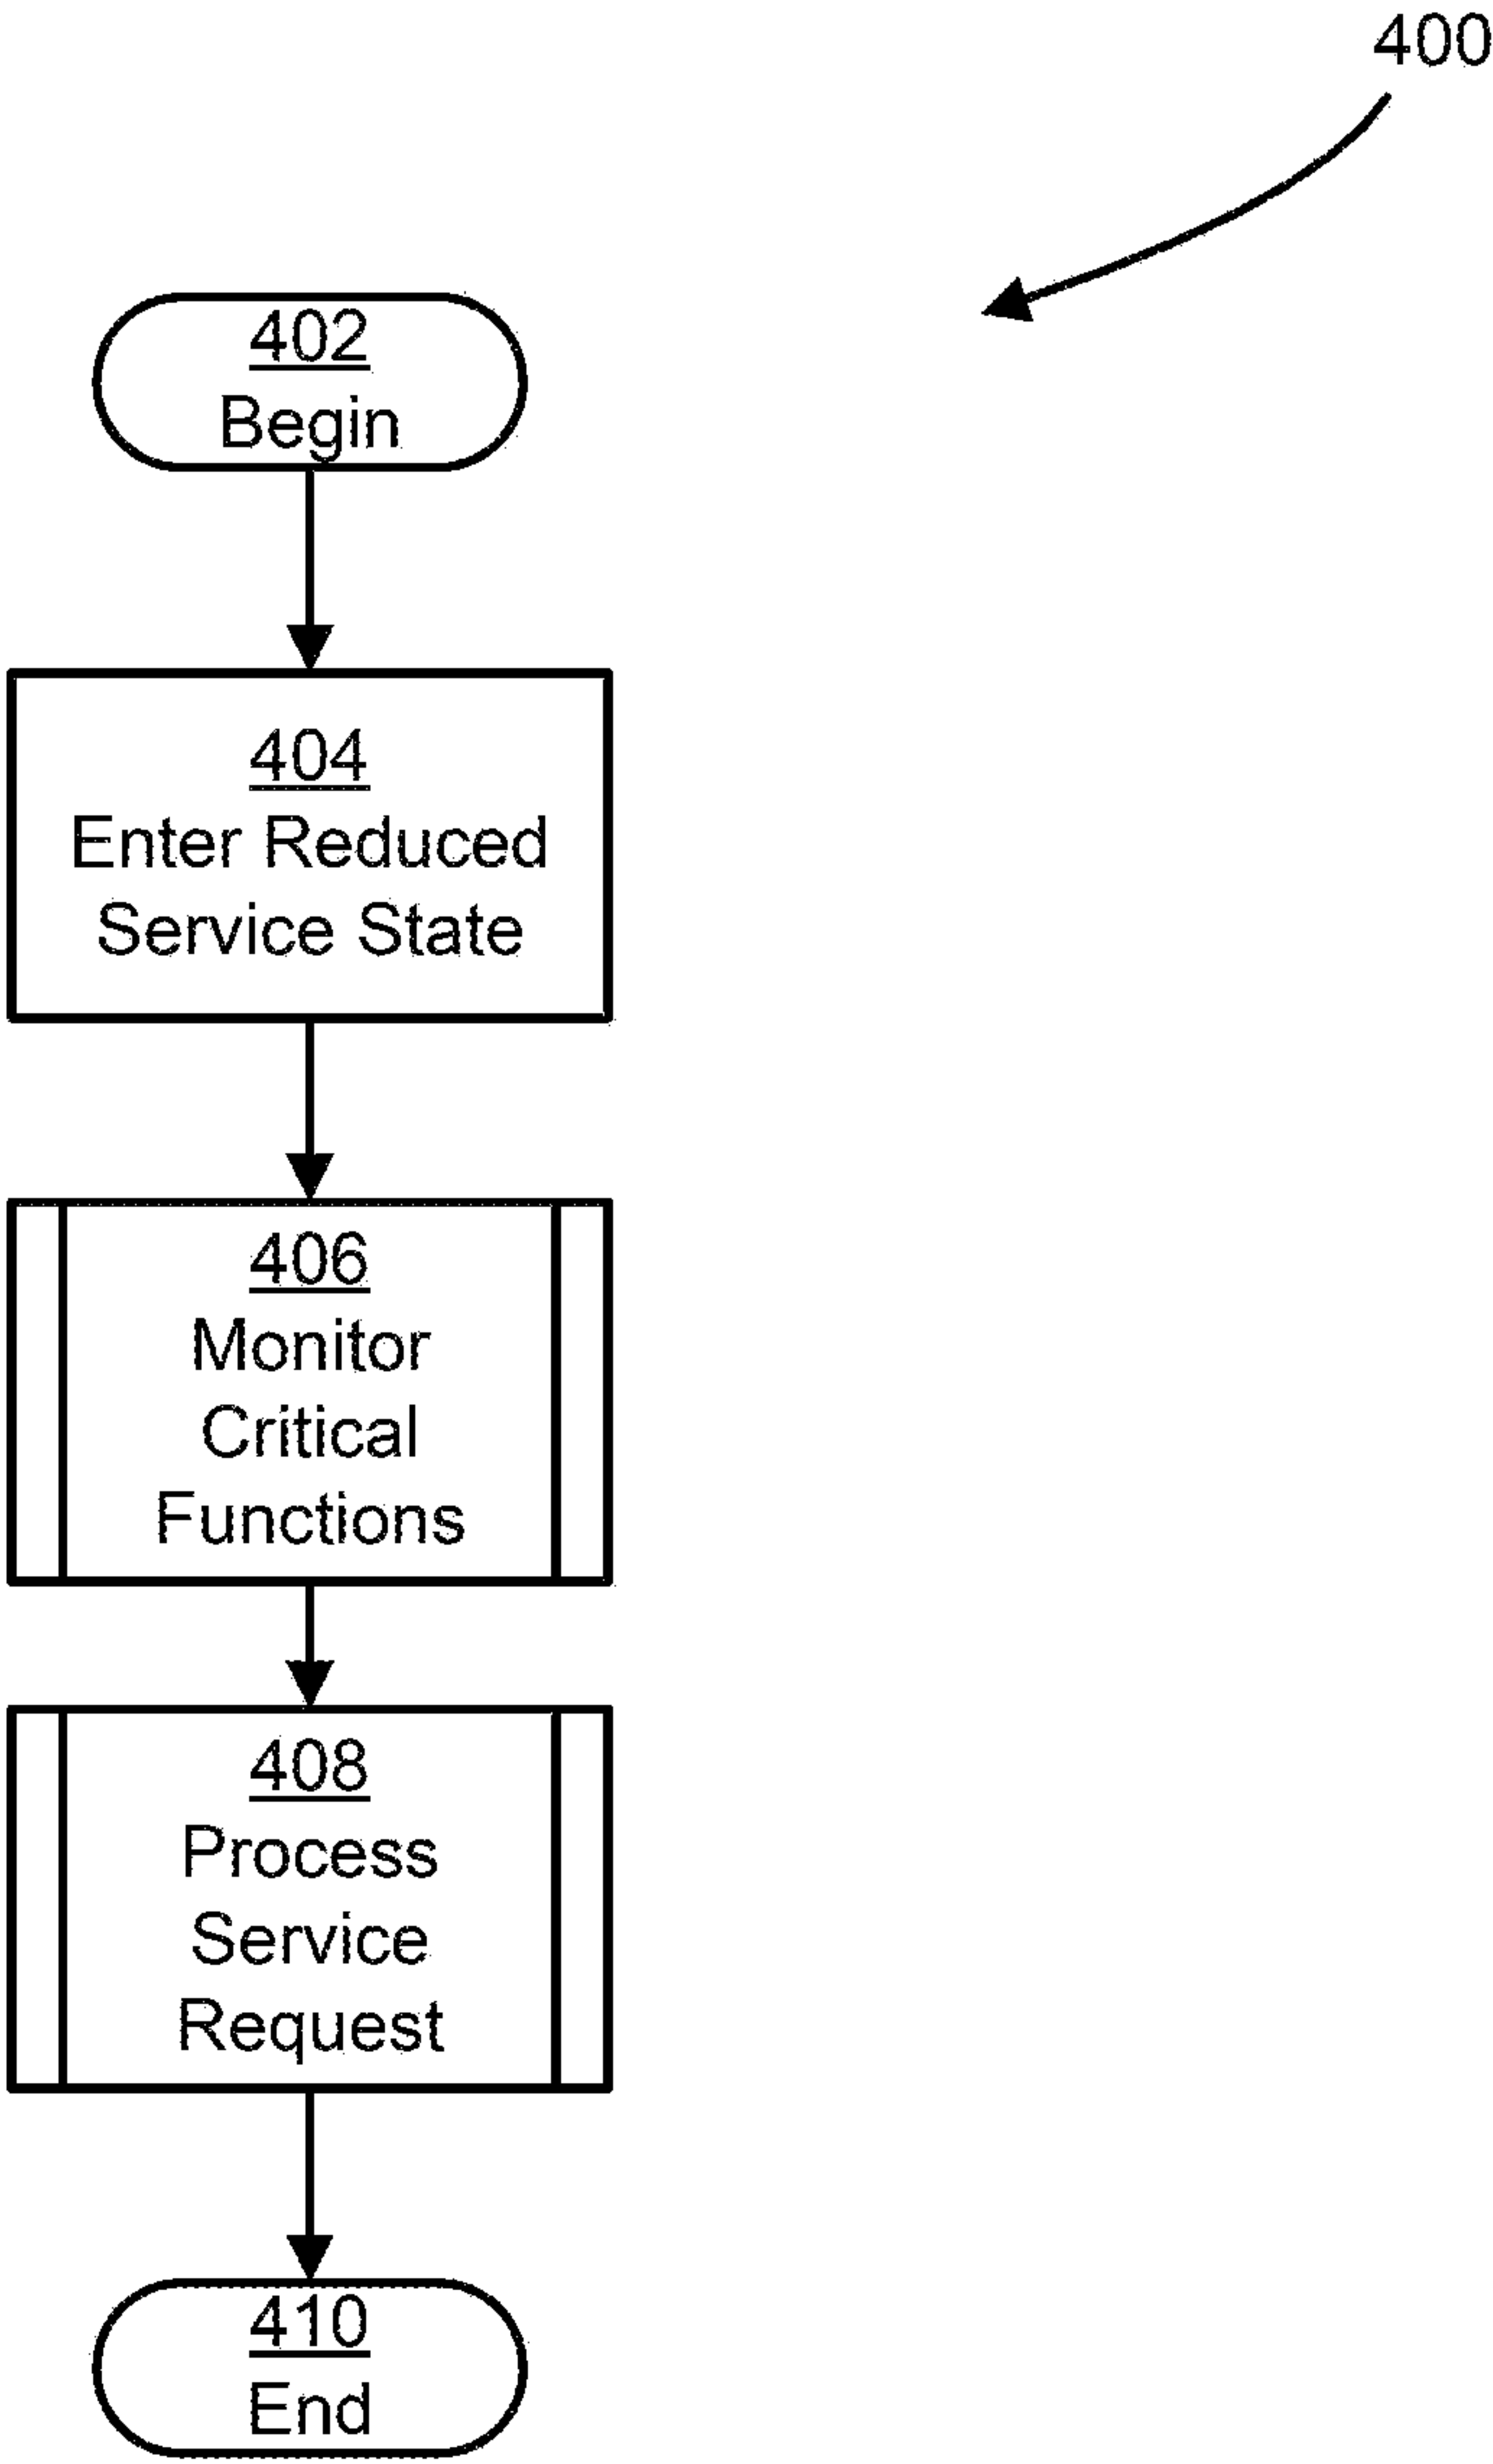 400
402
Begin
404
Enter Reduced
Service State
406
Monitor
Critical
Functions
408
Process
Service
Request
410
End